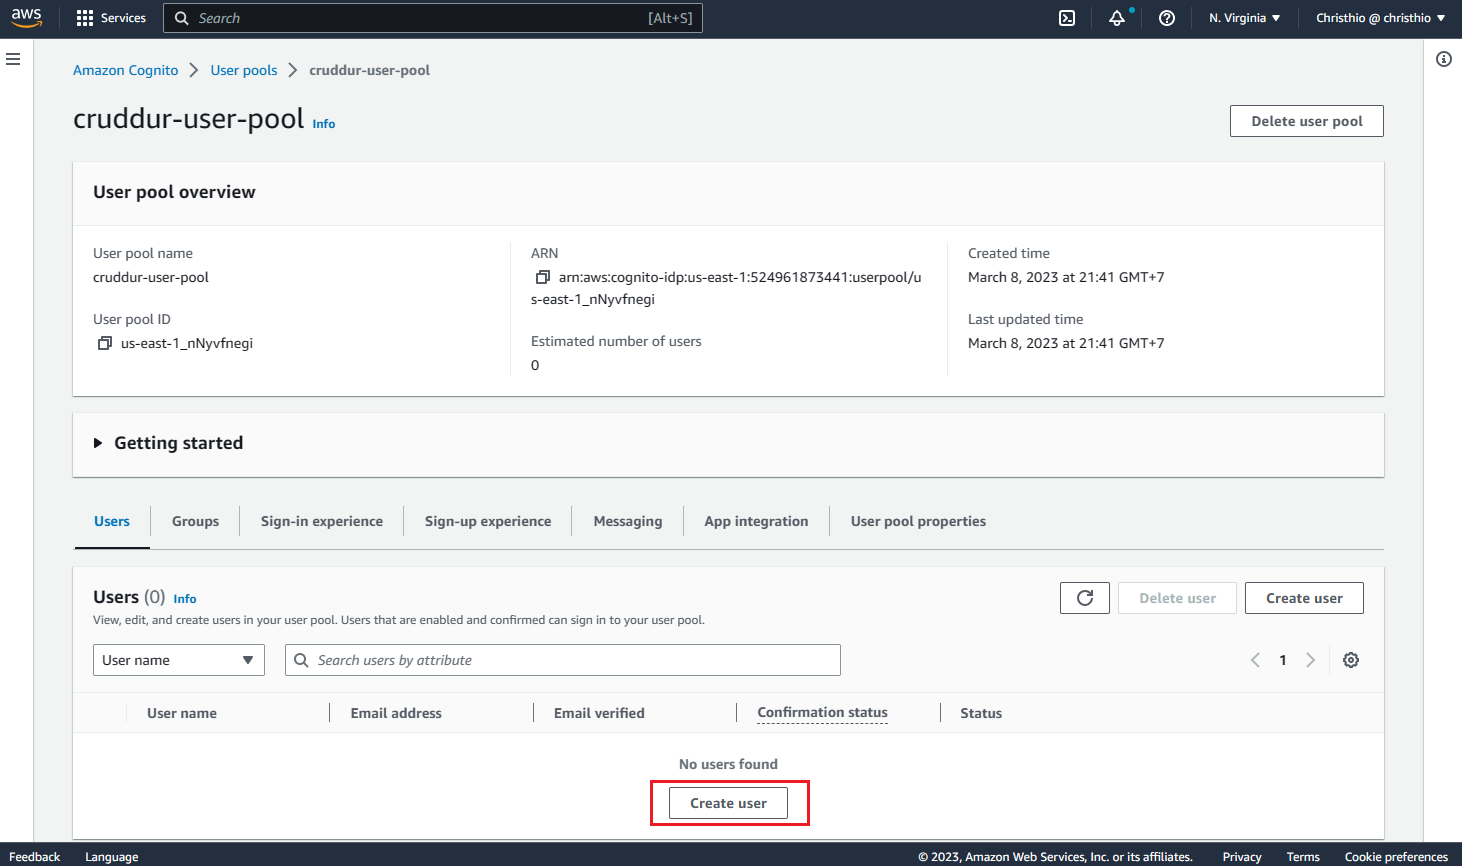 aws
Services
Search
[Alt+S]
N. Virginia
Christhio @ christhio
Amazon Cognito
User pools
cruddur-user-pool
cruddur-user-pool Info
Delete user pool
User pool overview
User pool name
cruddur-user-pool
User pool ID
us-east-1_nNyvfnegi
ARN
arn:aws:cognito-idp:us-east-1:524961873441:userpool/u
s-east-1_nNyvfnegi
Estimated number of users
0
Created time
March 8, 2023 at 21:41 GMT+7
Last updated time
March 8, 2023 at 21:41 GMT+7
Getting started
Users
Groups
Sign-in experience
Sign-up experience
Messaging
App integration
User pool properties
Users (0) Info
View, edit, and create users in your user pool. Users that are enabled and confirmed can sign in to your user pool.
Delete user
Create user
User name
Search users by attribute
1
User name
Email address
Email verified
Confirmation status
Status
No users found
Create user
Feedback
Language
© 2023, Amazon Web Services, Inc. or its affiliates.
Privacy
Terms
Cookie preferences